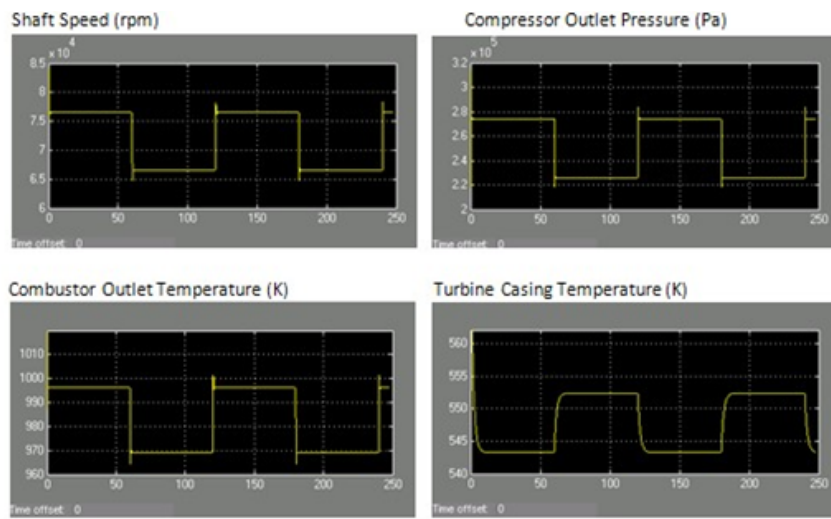 Shaft Speed (rpm)
x 10^4
8.5
8
7.5
7
6.5
6
0 50 100 150 200 250
Time offset: 0
Compressor Outlet Pressure (Pa)
x 10^5
3.2
3
2.8
2.6
2.4
2.2
2
0 50 100 150 200 250
Time offset: 0
Combustor Outlet Temperature (K)
1010
1000
990
980
970
960
0 50 100 150 200 250
Time offset: 0
Turbine Casing Temperature (K)
560
555
550
545
540
0 50 100 150 200 250
Time offset: 0